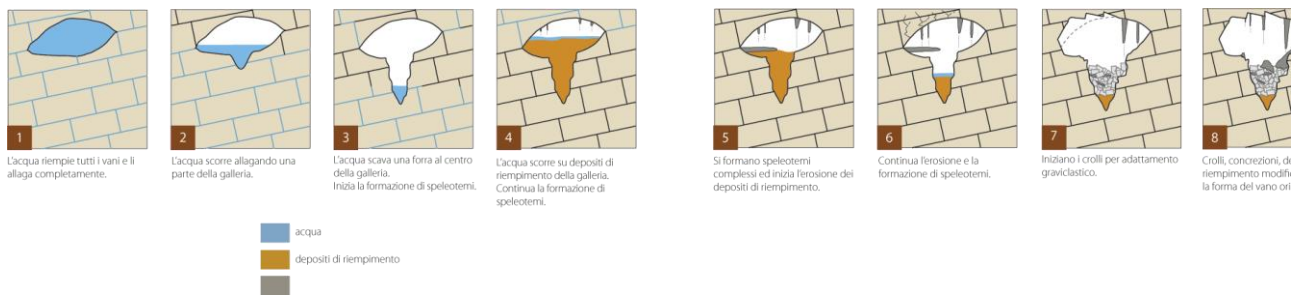 1
L'acqua riempie tutti i vani e li
allaga completamente.
2
L'acqua scorre allagando una
parte della galleria.
3
L'acqua scava una forra al centro
della galleria.
Inizia la formazione di speleotemi.
4
L'acqua scorre su depositi di
riempimento della galleria.
Continua la formazione di
speleotemi.
5
Si formano speleotemi
complessi ed inizia l'erosione dei
depositi di riempimento.
6
Continua l'erosione e la
formazione di speleotemi.
7
Iniziano i crolli per adattamento
graviclastico.
8
Crolli, concrezioni,
riempimento
la forma del vano
acqua
depositi di riempimento